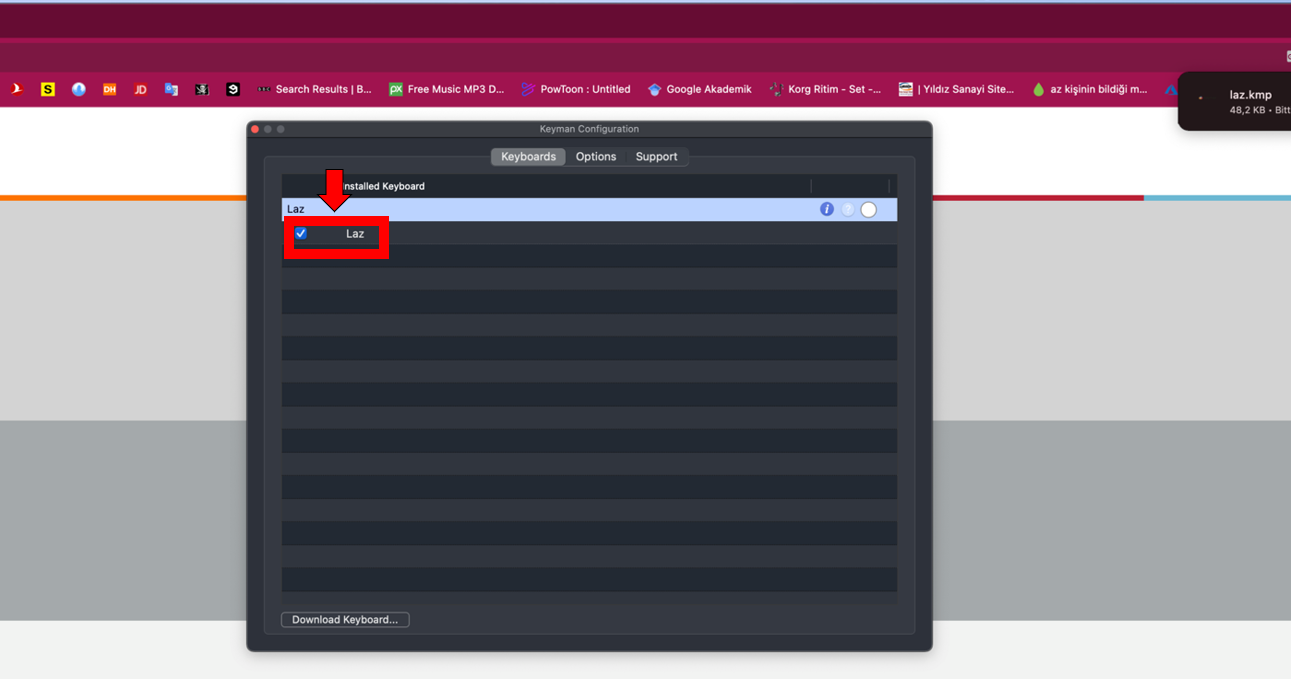 S DH JD Search Results | B... PX Free Music MP3 D... PowToon : Untitled Google Akademik Korg Ritim - Set -... | Yıldız Sanayi Site... az kişinin bildiği m...
laz.kmp
48,2 KB • Bitt
Keyman Configuration
Keyboards Options Support
Installed Keyboard
Laz
Laz
Download Keyboard...